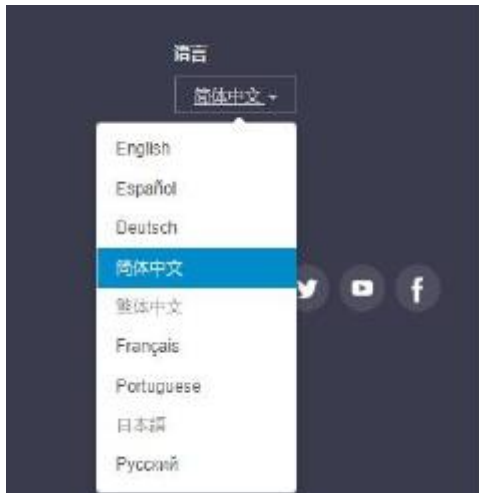 语言
简体中文
English
Español
Deutsch
简体中文
繁体中文
Français
Portuguese
日本語
Русский